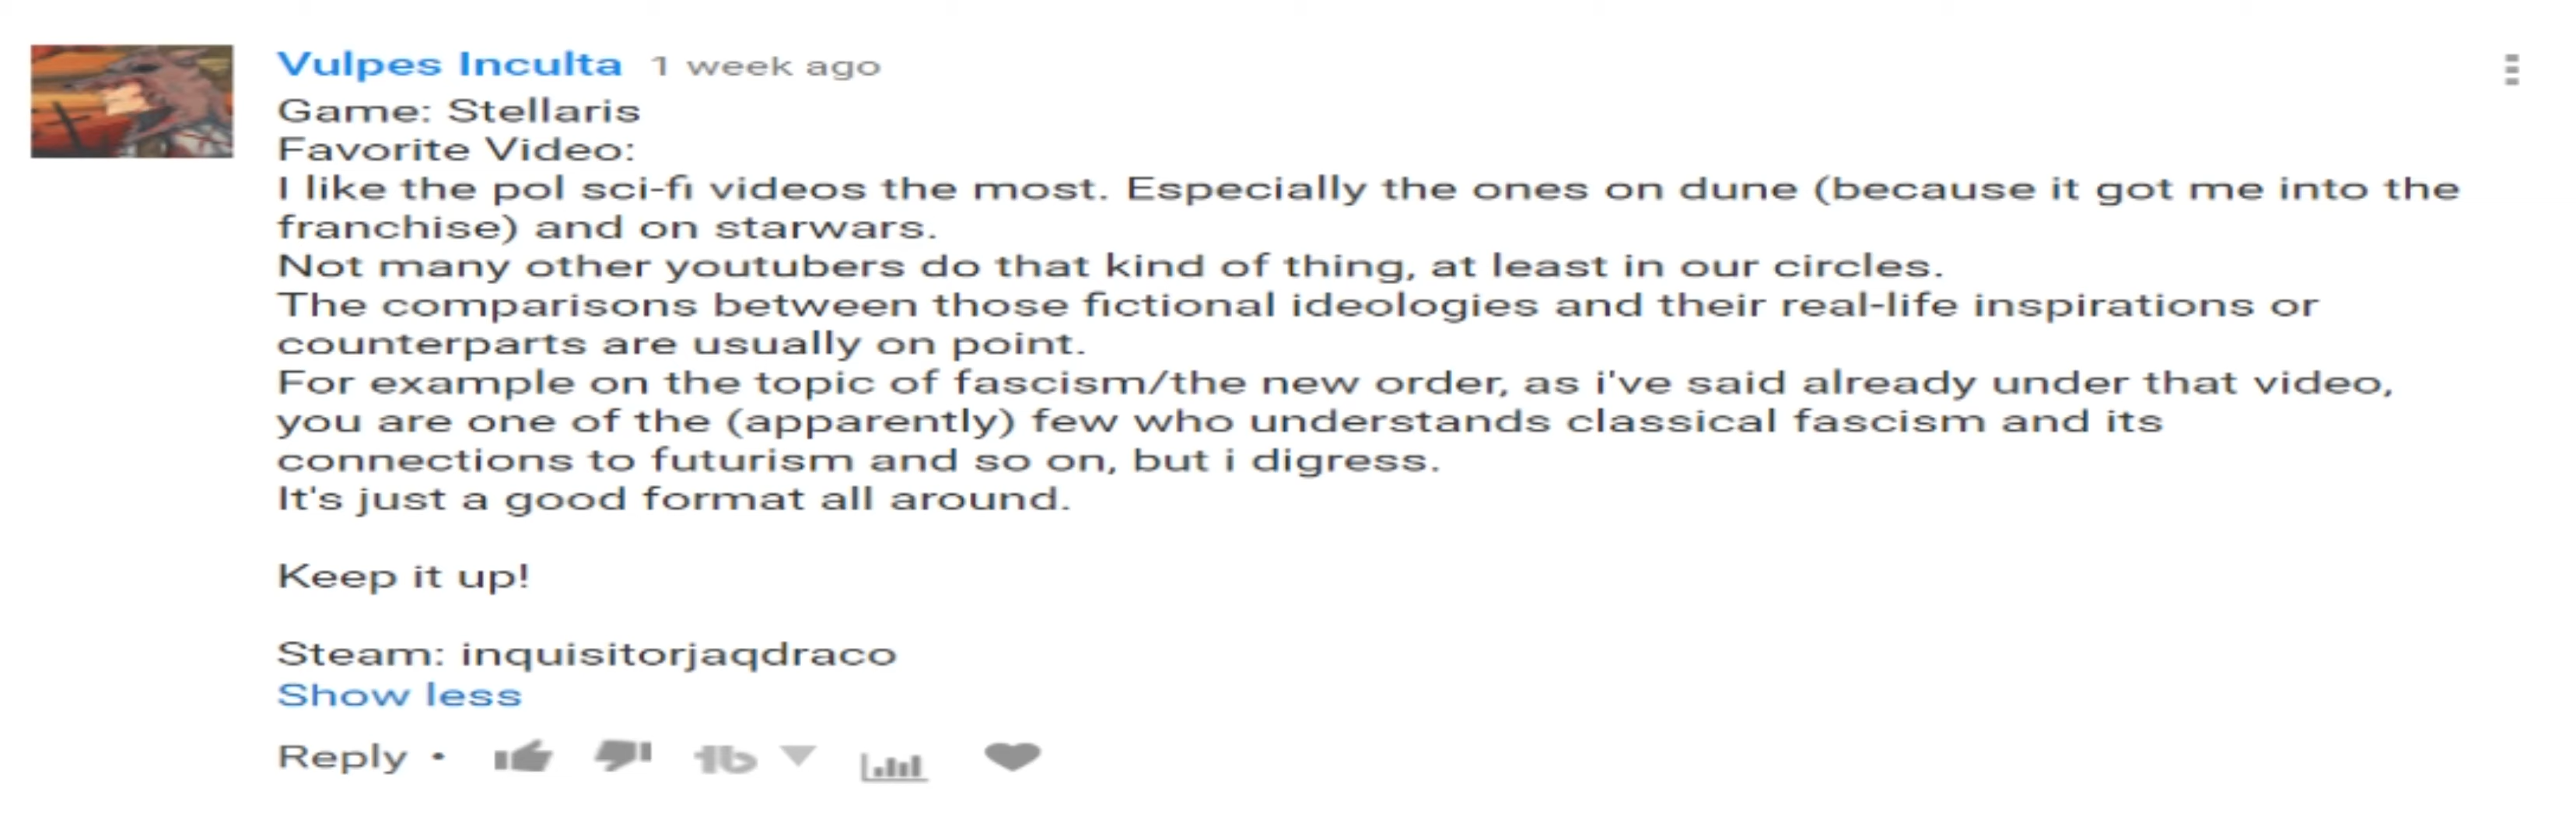 Vulpes Inculta 1 week ago
Game: Stellaris
Favorite Video:
I like the pol sci-fi videos the most. Especially the ones on dune (because it got me into the
franchise) and on starwars.
Not many other youtubers do that kind of thing, at least in our circles.
The comparisons between those fictional ideologies and their real-life inspirations or
counterparts are usually on point.
For example on the topic of fascism/the new order, as i've said already under that video,
you are one of the (apparently) few who understands classical fascism and its
connections to futurism and so on, but i digress.
It's just a good format all around.
Keep it up!
Steam: inquisitorjaqdraco
Show less
Reply •